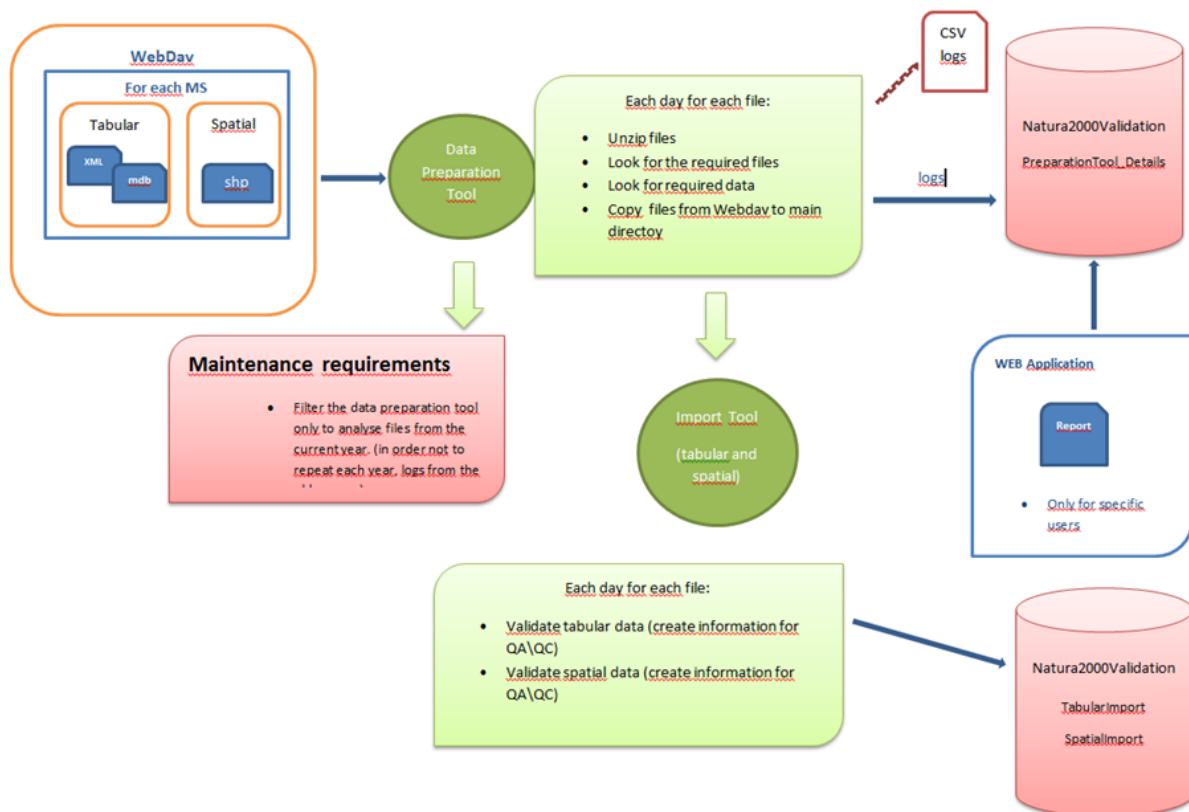 WebDav
For each MS
Tabular
Spatial
XML
mdb
shp
Data
Preparation
Tool
Each day for each file:
• Unzip files
• Look for the required files
• Look for required data
• Copy files from Webdav to main
directoy
CSV
logs
logs
Natura2000Validation
PreparationTool_Details
Maintenance requirements
• Filter the data preparation tool
only to analyse files from the
current year. (in order not to
repeat each year, logs from the
Import Tool
(tabular and
spatial)
WEB Application
Report
• Only for specific
users
Each day for each file:
• Validate tabular data (create information for
QA\QC)
• Validate spatial data (create information for
QA\QC)
Natura2000Validation
TabularImport
SpatialImport